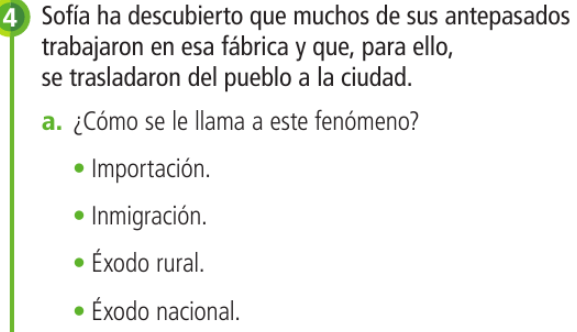 4 Sofía ha descubierto que muchos de sus antepasados
trabajaron en esa fábrica y que, para ello,
se trasladaron del pueblo a la ciudad.
a. ¿Cómo se le llama a este fenómeno?
• Importación.
• Inmigración.
• Éxodo rural.
• Éxodo nacional.